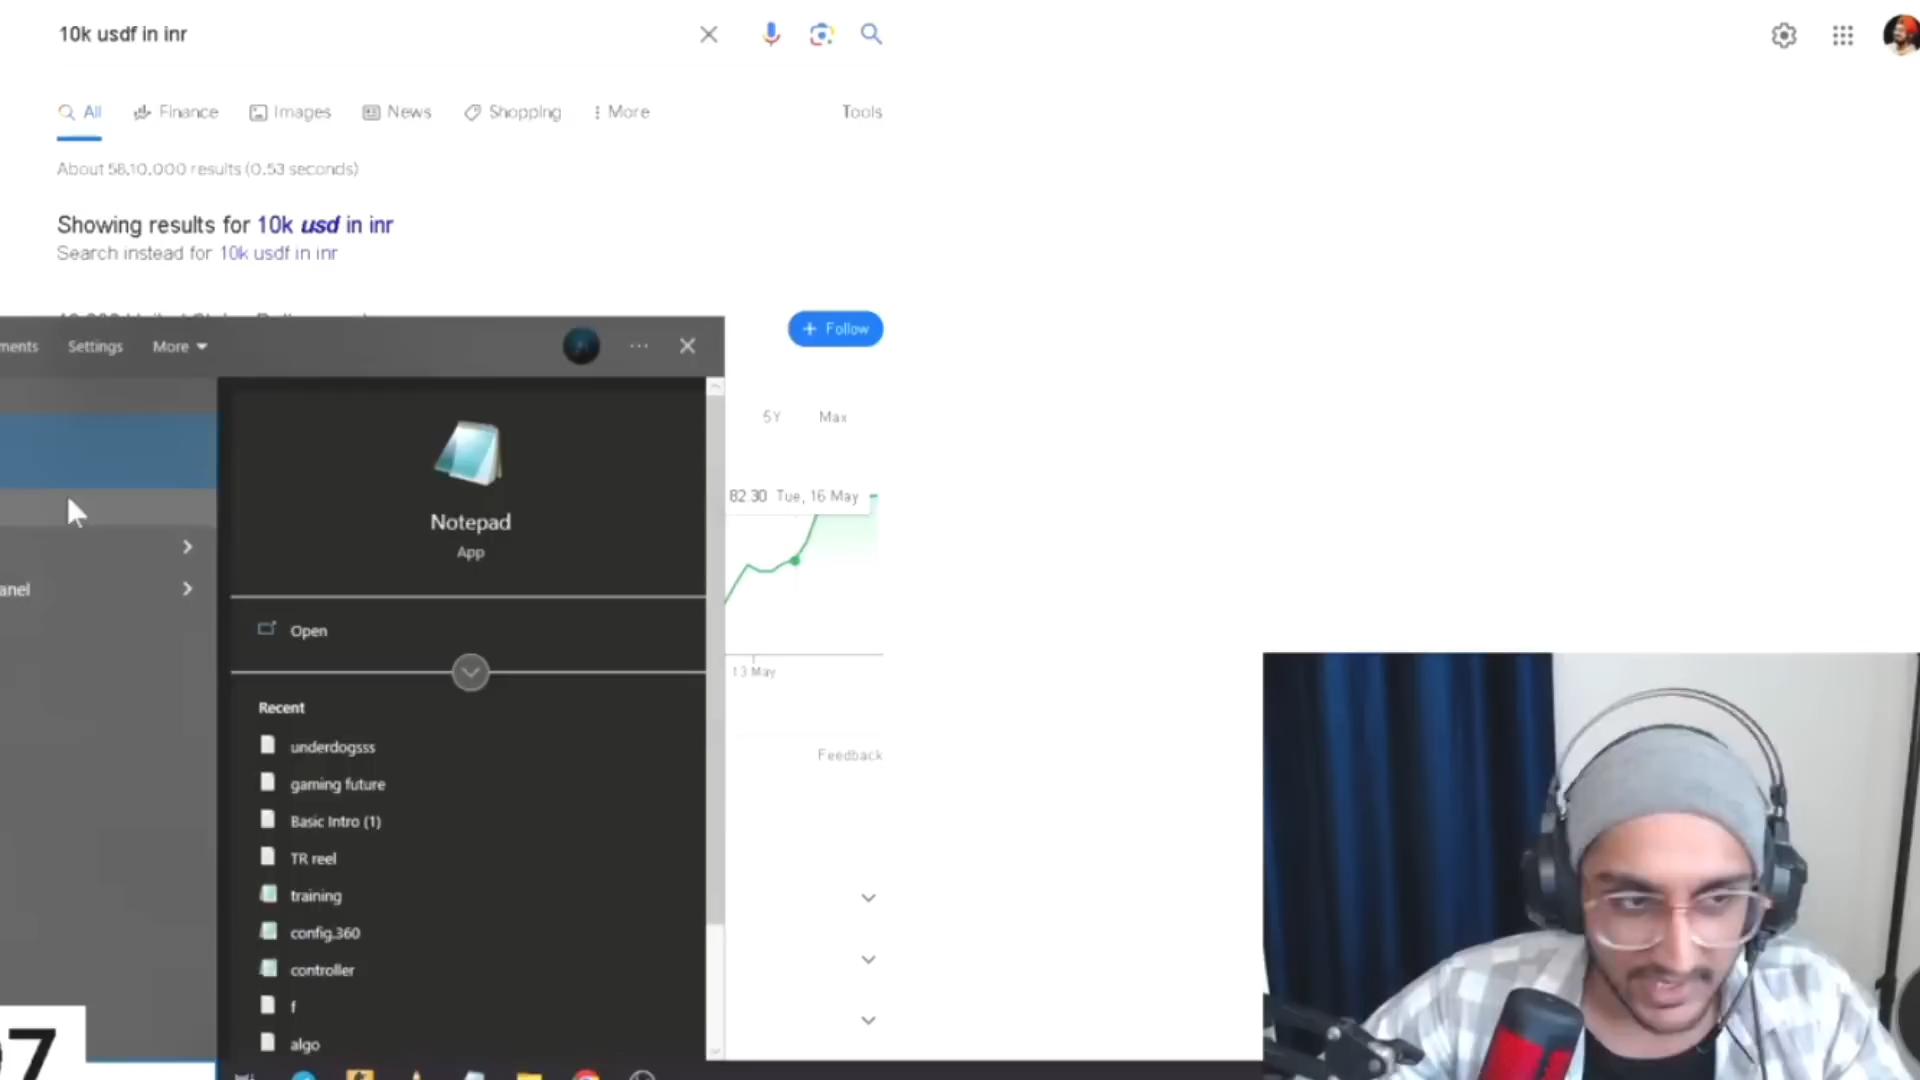 10k usdf in inr
All Finance Images News Shopping More Tools
About 58,10,000 results (0.53 seconds)
Showing results for 10k usd in inr
Search instead for 10k usdf in inr
Follow
ments Settings More
5Y Max
82.30 Tue, 16 May
Notepad
App
anel
Open
13 May
Recent
underdogsss
gaming future
Feedback
Basic Intro (1)
TR reel
training
config.360
controller
f
algo
07